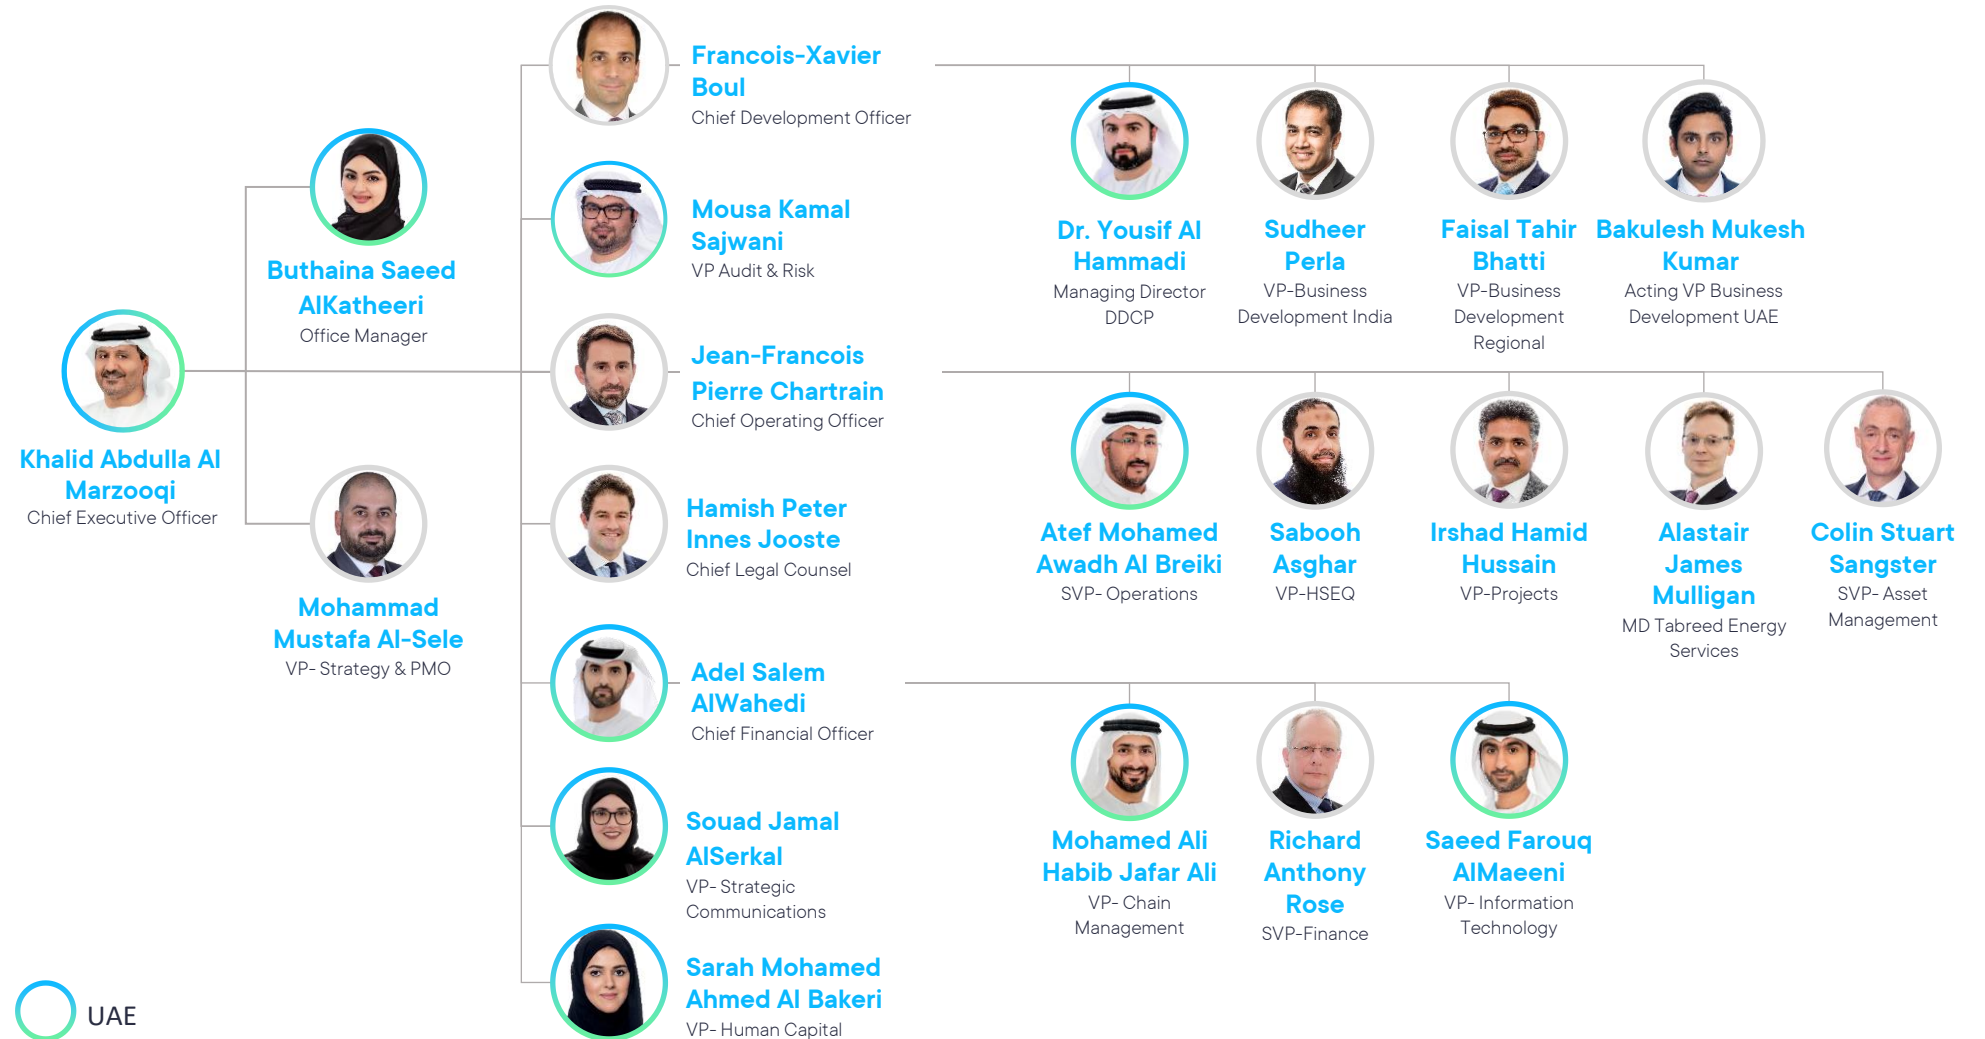 Francois-Xavier
Boul
Chief Development Officer
Mousa Kamal
Sajwani
VP Audit & Risk
Buthaina Saeed
AlKatheeri
Office Manager
Dr. Yousif Al
Hammadi
Managing Director
DDCP
Sudheer
Perla
VP-Business
Development India
Faisal Tahir
Bhatti
VP-Business
Development
Regional
Bakulesh Mukesh
Kumar
Acting VP Business
Development UAE
Khalid Abdulla Al
Marzooqi
Chief Executive Officer
Jean-Francois
Pierre Chartrain
Chief Operating Officer
Hamish Peter
Innes Jooste
Chief Legal Counsel
Mohammad
Mustafa Al-Sele
VP- Strategy & PMO
Atef Mohamed
Awadh Al Breiki
SVP- Operations
Sabooh
Asghar
VP-HSEQ
Irshad Hamid
Hussain
VP-Projects
Alastair
James
Mulligan
MD Tabreed Energy
Services
Colin Stuart
Sangster
SVP- Asset
Management
Adel Salem
AlWahedi
Chief Financial Officer
Mohamed Ali
Habib Jafar Ali
VP- Chain
Management
Richard
Anthony
Rose
SVP-Finance
Saeed Farouq
AlMaeeni
VP- Information
Technology
Souad Jamal
AlSerkal
VP- Strategic
Communications
Sarah Mohamed
Ahmed Al Bakeri
VP- Human Capital
UAE